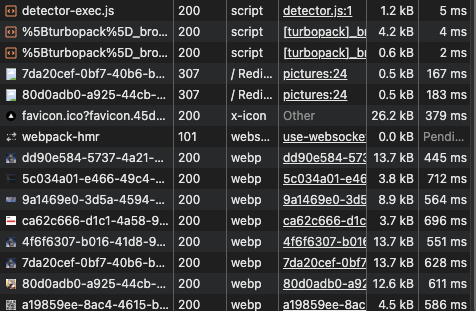 detector-exec.js 200 script detector.js:1 1.2 kB 5 ms
%5Bturbopack%5D_bro... 200 script [turbopack]_br 4.2 kB 4 ms
%5Bturbopack%5D_bro... 200 script [turbopack]_br 0.6 kB 2 ms
7da20cef-0bf7-40b6-b... 307 / Redi... pictures:24 0.5 kB 167 ms
80d0adb0-a925-44cb-... 307 / Redi... pictures:24 0.5 kB 183 ms
favicon.ico?favicon.45d... 200 x-icon Other 26.2 kB 379 ms
webpack-hmr 101 webs... use-websocket 0.0 kB Pendi...
dd90e584-5737-4a21-... 200 webp dd90e584-573 13.7 kB 445 ms
5c034a01-e466-49c4-... 200 webp 5c034a01-e46 3.8 kB 712 ms
9a1469e0-3d5a-4594-... 200 webp 9a1469e0-3d5 8.9 kB 564 ms
ca62c666-d1c1-4a58-9... 200 webp ca62c666-d1c 3.7 kB 696 ms
4f6f6307-b016-41d8-9... 200 webp 4f6f6307-b01 13.4 kB 551 ms
7da20cef-0bf7-40b6-b... 200 webp 7da20cef-0bf7 13.7 kB 628 ms
80d0adb0-a925-44cb-... 200 webp 80d0adb0-a92 12.6 kB 611 ms
a19859ee-8ac4-4615-b... 200 webp a19859ee-8ac 4.5 kB 586 ms